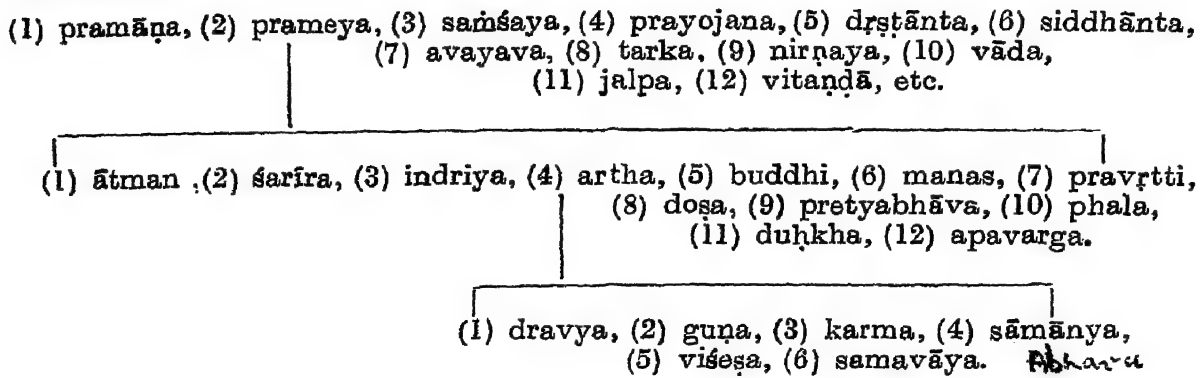 (1) pramāṇa, (2) prameya, (3) saṁśaya, (4) prayojana, (5) dṛṣṭānta, (6) siddhānta,
(7) avayava, (8) tarka, (9) nirṇaya, (10) vāda,
(11) jalpa, (12) vitaṇḍā, etc.
(1) ātman ,(2) śarīra, (3) indriya, (4) artha, (5) buddhi, (6) manas, (7) pravṛtti,
(8) doṣa, (9) pretyabhāva, (10) phala,
(11) duḥkha, (12) apavarga.
(1) dravya, (2) guṇa, (3) karma, (4) sāmānya,
(5) viśeṣa, (6) samavāya. Abhava